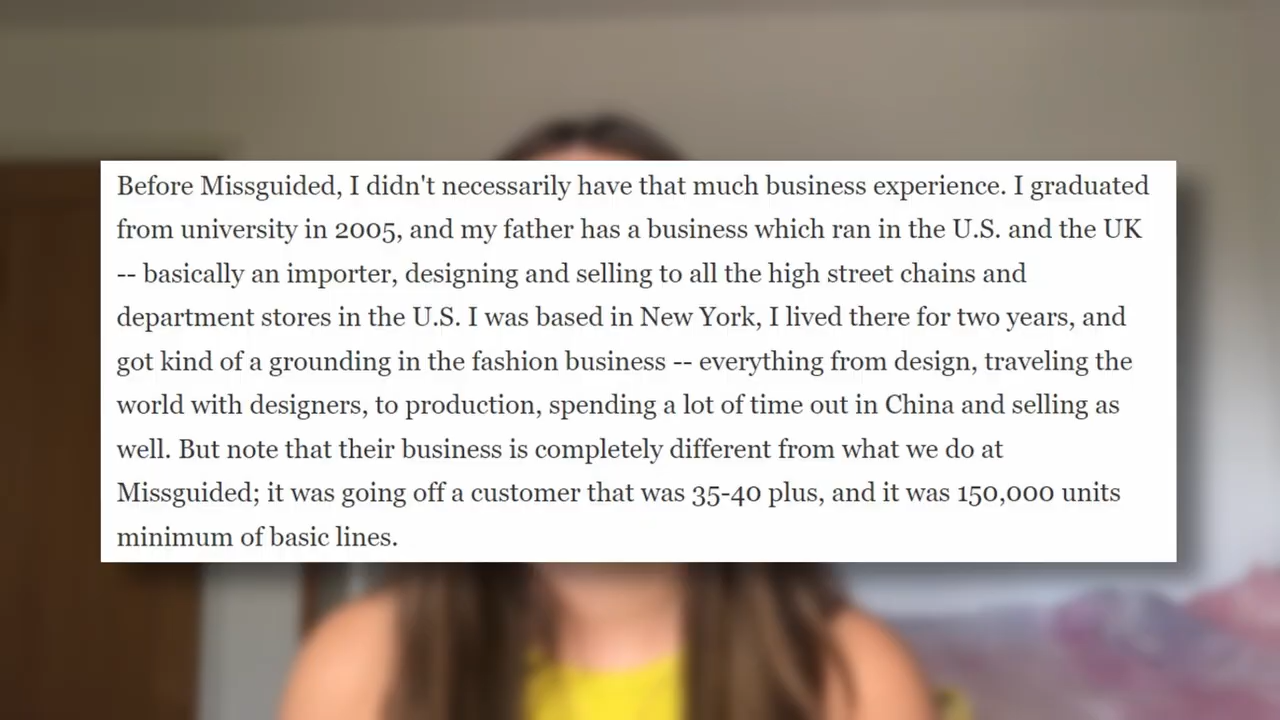 Before Missguided, I didn't necessarily have that much business experience. I graduated
from university in 2005, and my father has a business which ran in the U.S. and the UK
-- basically an importer, designing and selling to all the high street chains and
department stores in the U.S. I was based in New York, I lived there for two years, and
got kind of a grounding in the fashion business -- everything from design, traveling the
world with designers, to production, spending a lot of time out in China and selling as
well. But note that their business is completely different from what we do at
Missguided; it was going off a customer that was 35-40 plus, and it was 150,000 units
minimum of basic lines.